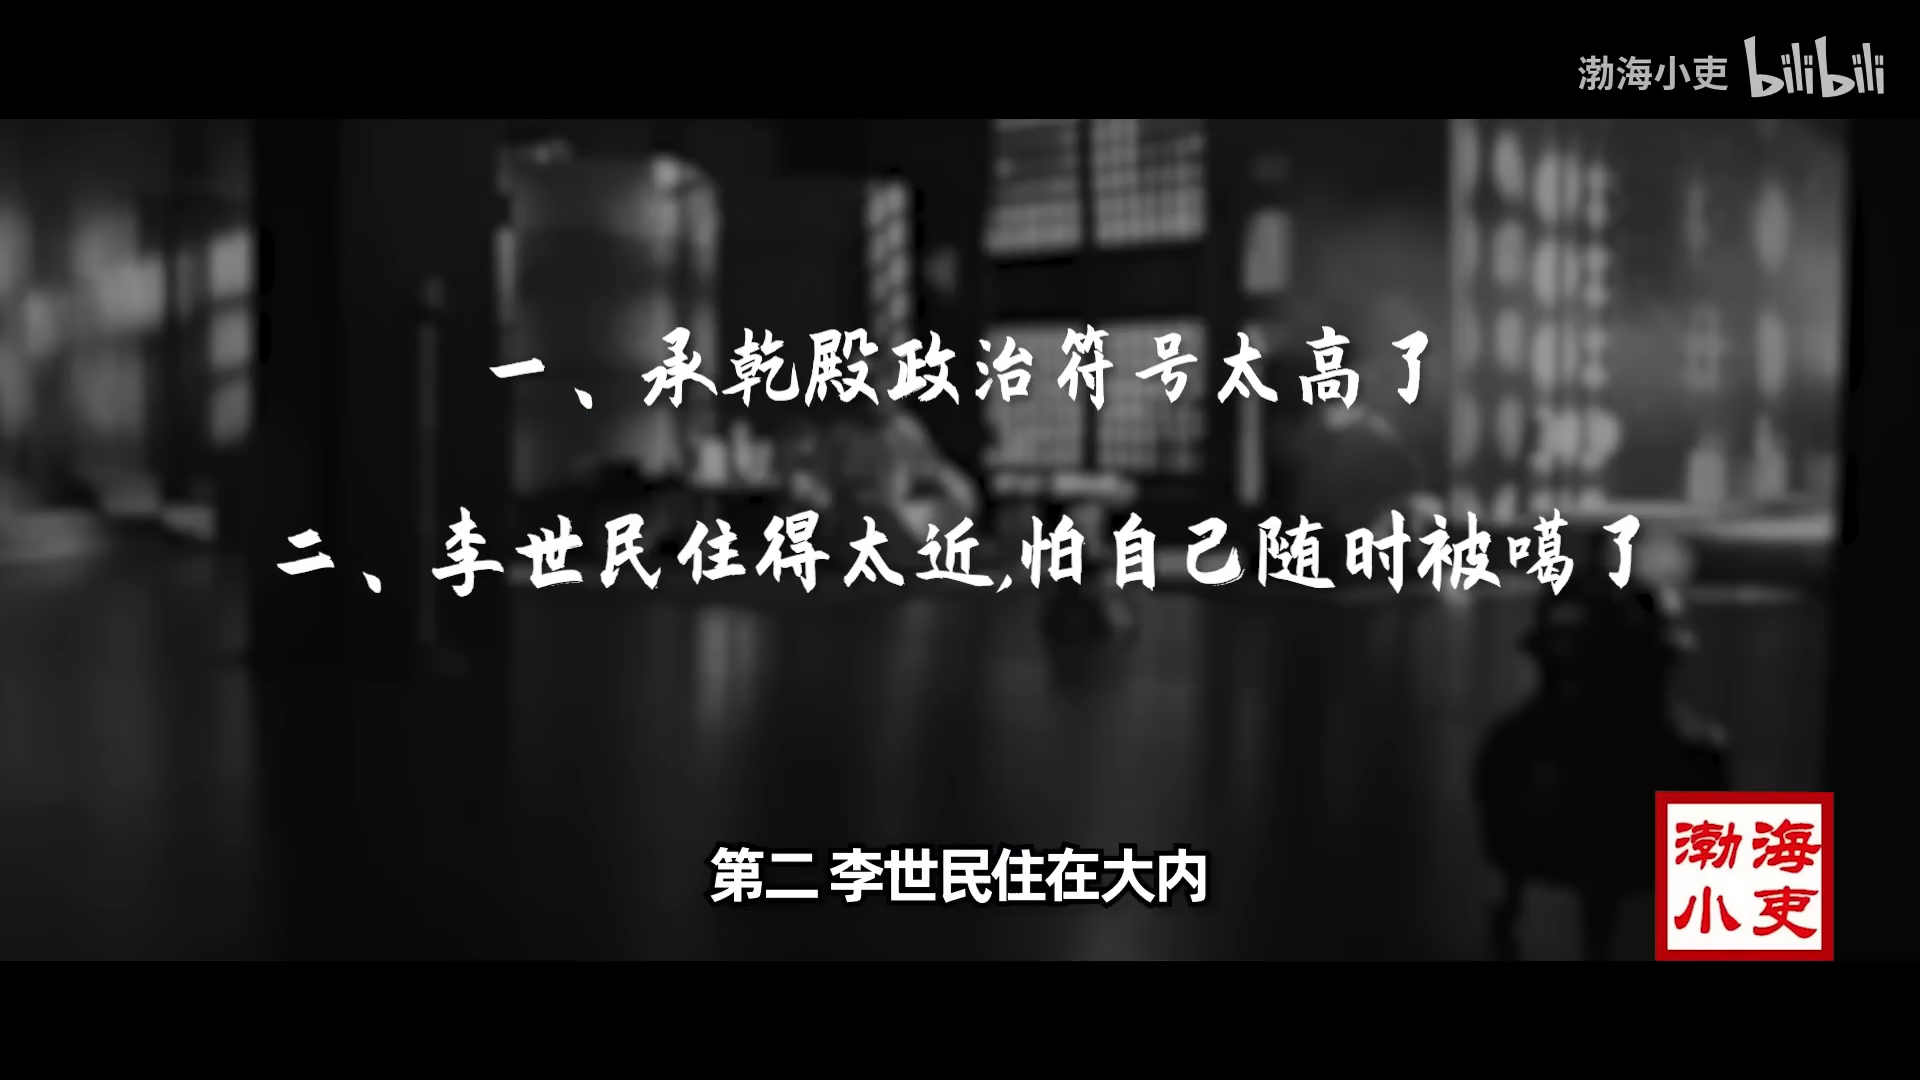 渤海小吏 bilibili
一、承乾殿政治符号太高了
二、李世民住得太近,怕自己随时被噶了
第二 李世民住在大内
渤海
小吏